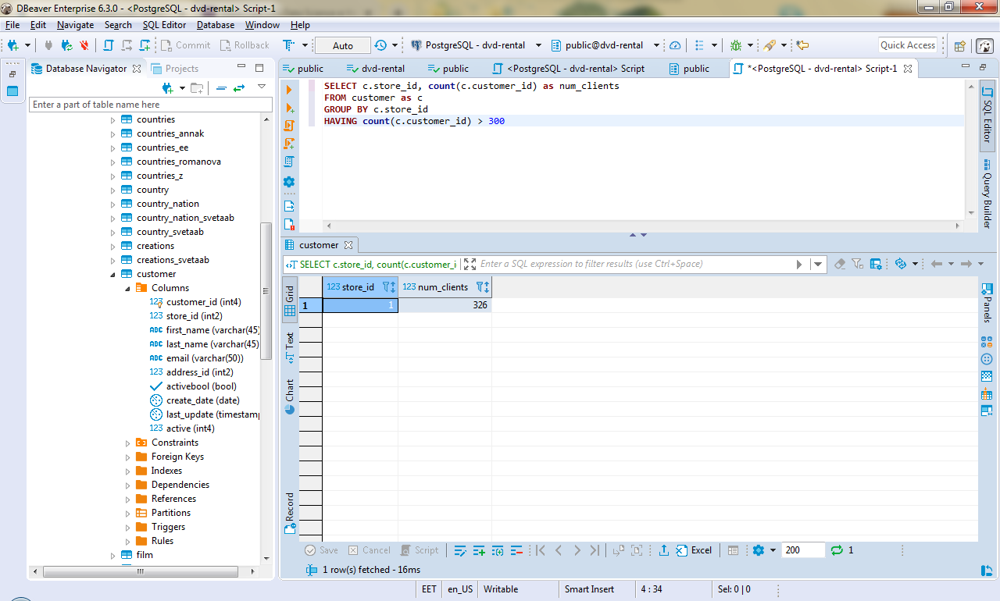 DBeaver Enterprise 6.3.0 - <PostgreSQL - dvd-rental> Script-1
File Edit Navigate Search SQL Editor Database Window Help
Commit Rollback Auto PostgreSQL - dvd-rental public@dvd-rental Quick Access
Database Navigator Projects
Enter a part of table name here
countries
countries_annak
countries_ee
countries_romanova
countries_z
country
country_nation
country_nation_svetaab
country_svetaab
creations
creations_svetaab
customer
Columns
123 customer_id (int4)
123 store_id (int2)
ABC first_name (varchar(45)
ABC last_name (varchar(45)
ABC email (varchar(50))
123 address_id (int2)
activebool (bool)
create_date (date)
last_update (timestamp
123 active (int4)
Constraints
Foreign Keys
Indexes
Dependencies
References
Partitions
Triggers
Rules
film
public dvd-rental public <PostgreSQL - dvd-rental> Script public *<PostgreSQL - dvd-rental> Script-1
SELECT c.store_id, count(c.customer_id) as num_clients
FROM customer as c
GROUP BY c.store_id
HAVING count(c.customer_id) > 300
SQL Editor
Query Builder
customer
SELECT c.store_id, count(c.customer_i Enter a SQL expression to filter results (use Ctrl+Space)
Grid
Text
Chart
Record
123 store_id 123 num_clients
1 1 326
Panels
Save Cancel Script Excel 200 1
1 row(s) fetched - 16ms
EET en_US Writable Smart Insert 4 : 34 Sel: 0 | 0